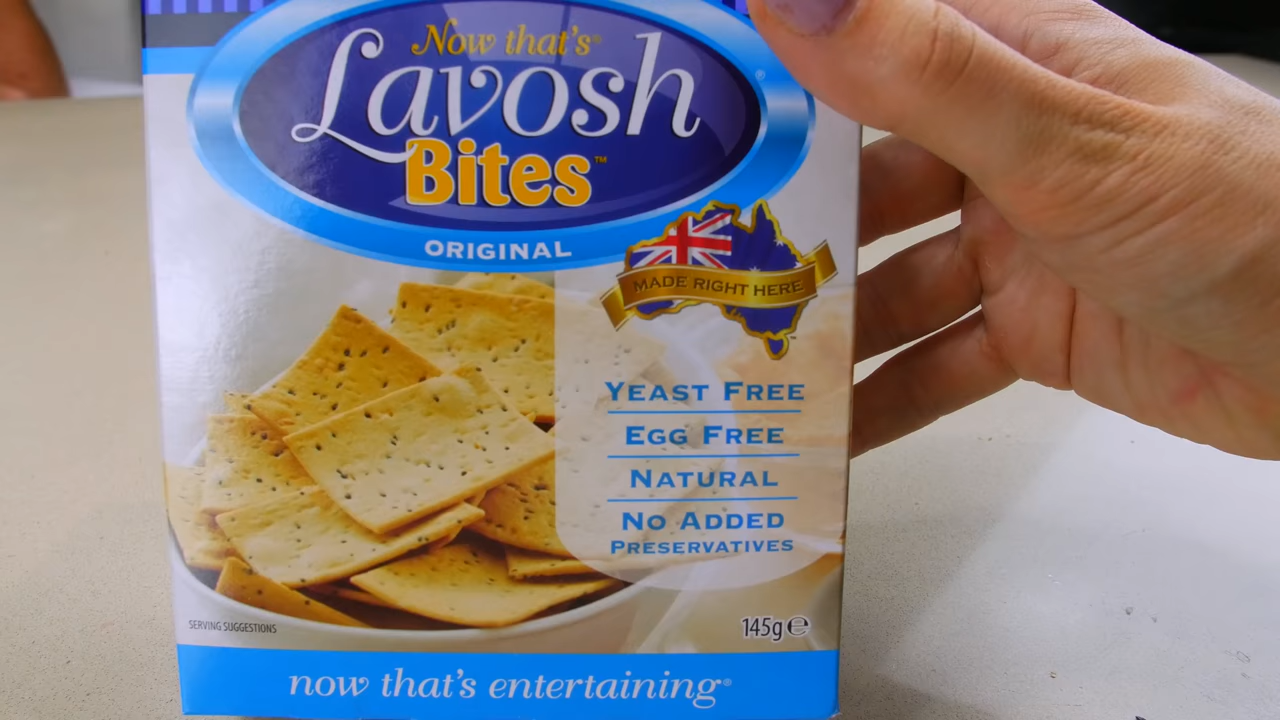 Now that's®
Lavosh
Bites™
ORIGINAL
MADE RIGHT HERE
YEAST FREE
EGG FREE
NATURAL
NO ADDED
PRESERVATIVES
SERVING SUGGESTIONS
145g℮
now that's entertaining®